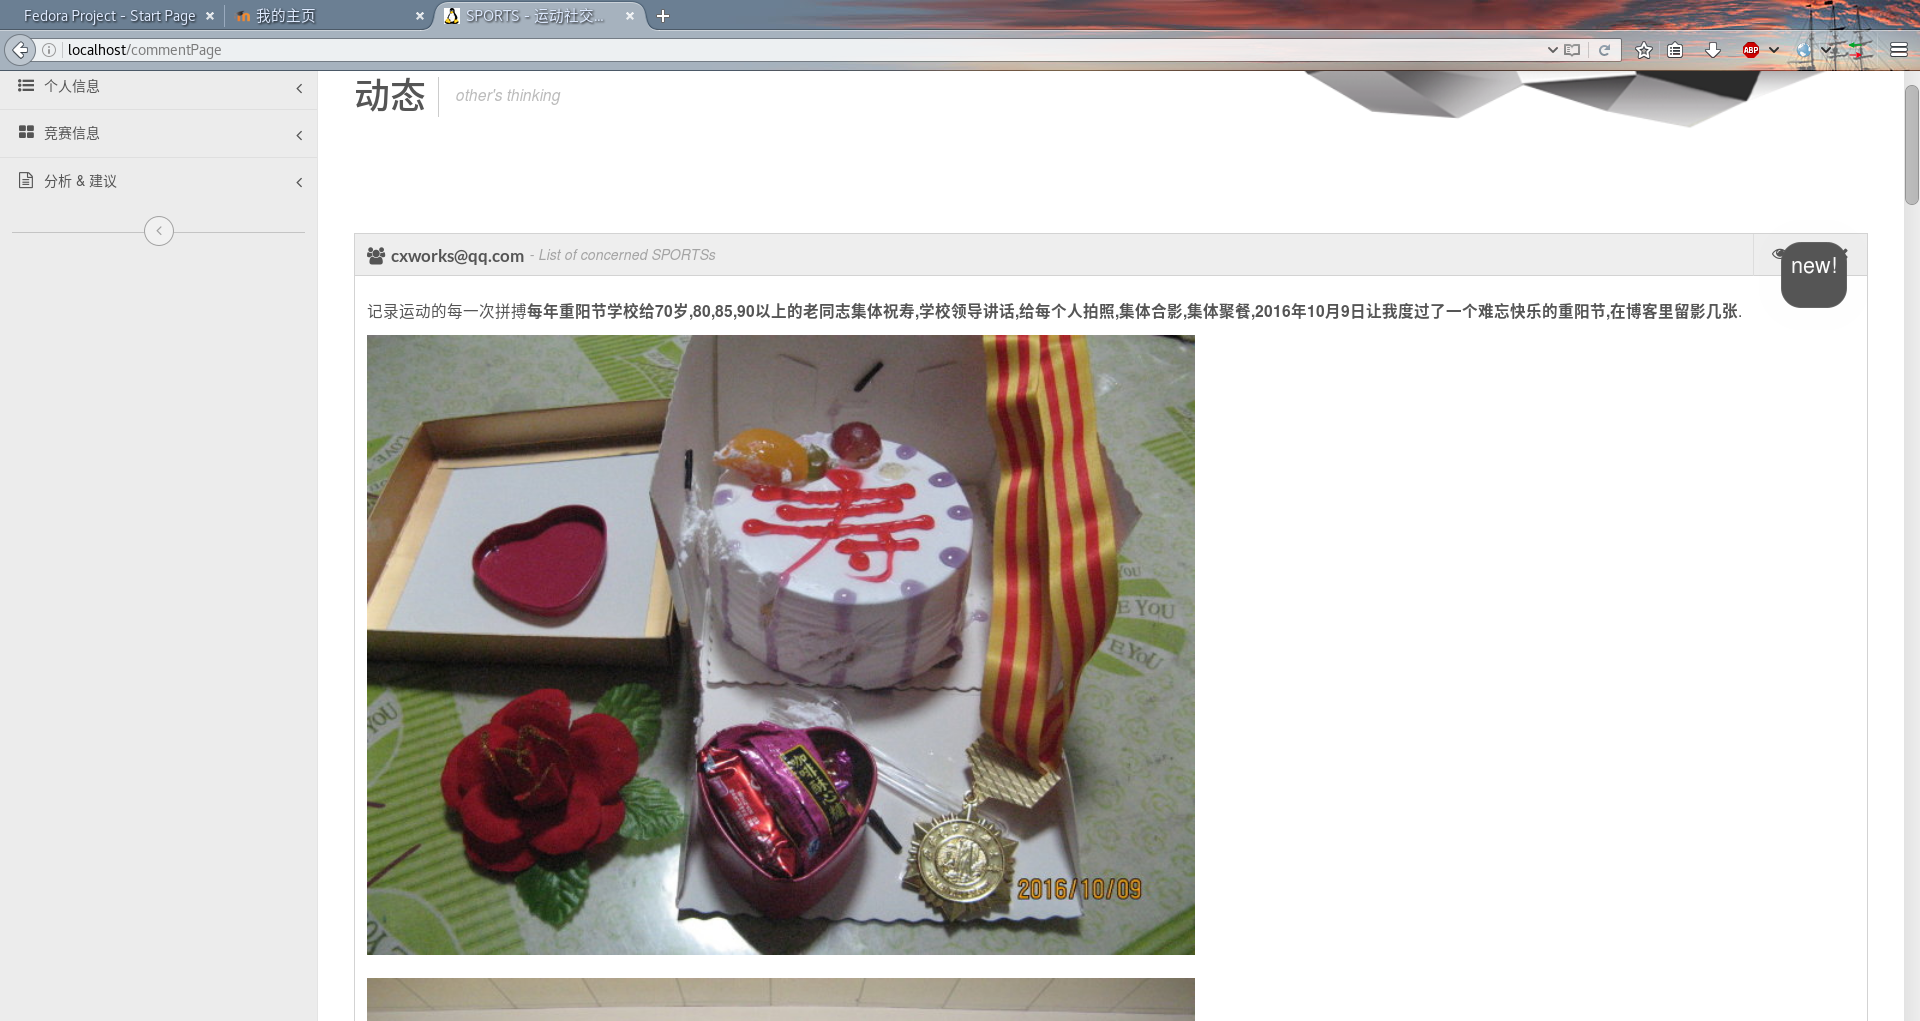 Fedora Project - Start Page
我的主页
SPORTS - 运动社交...
localhost/commentPage
ABP
个人信息
竞赛信息
分析 & 建议
动态
other's thinking
cxworks@qq.com - List of concerned SPORTSs
new!
记录运动的每一次拼搏每年重阳节学校给70岁,80,85,90以上的老同志集体祝寿,学校领导讲话,给每个人拍照,集体合影,集体聚餐,2016年10月9日让我度过了一个难忘快乐的重阳节,在博客里留影几张.
寿
YOU
E YOU
EYOU
YOU
2016/10/09